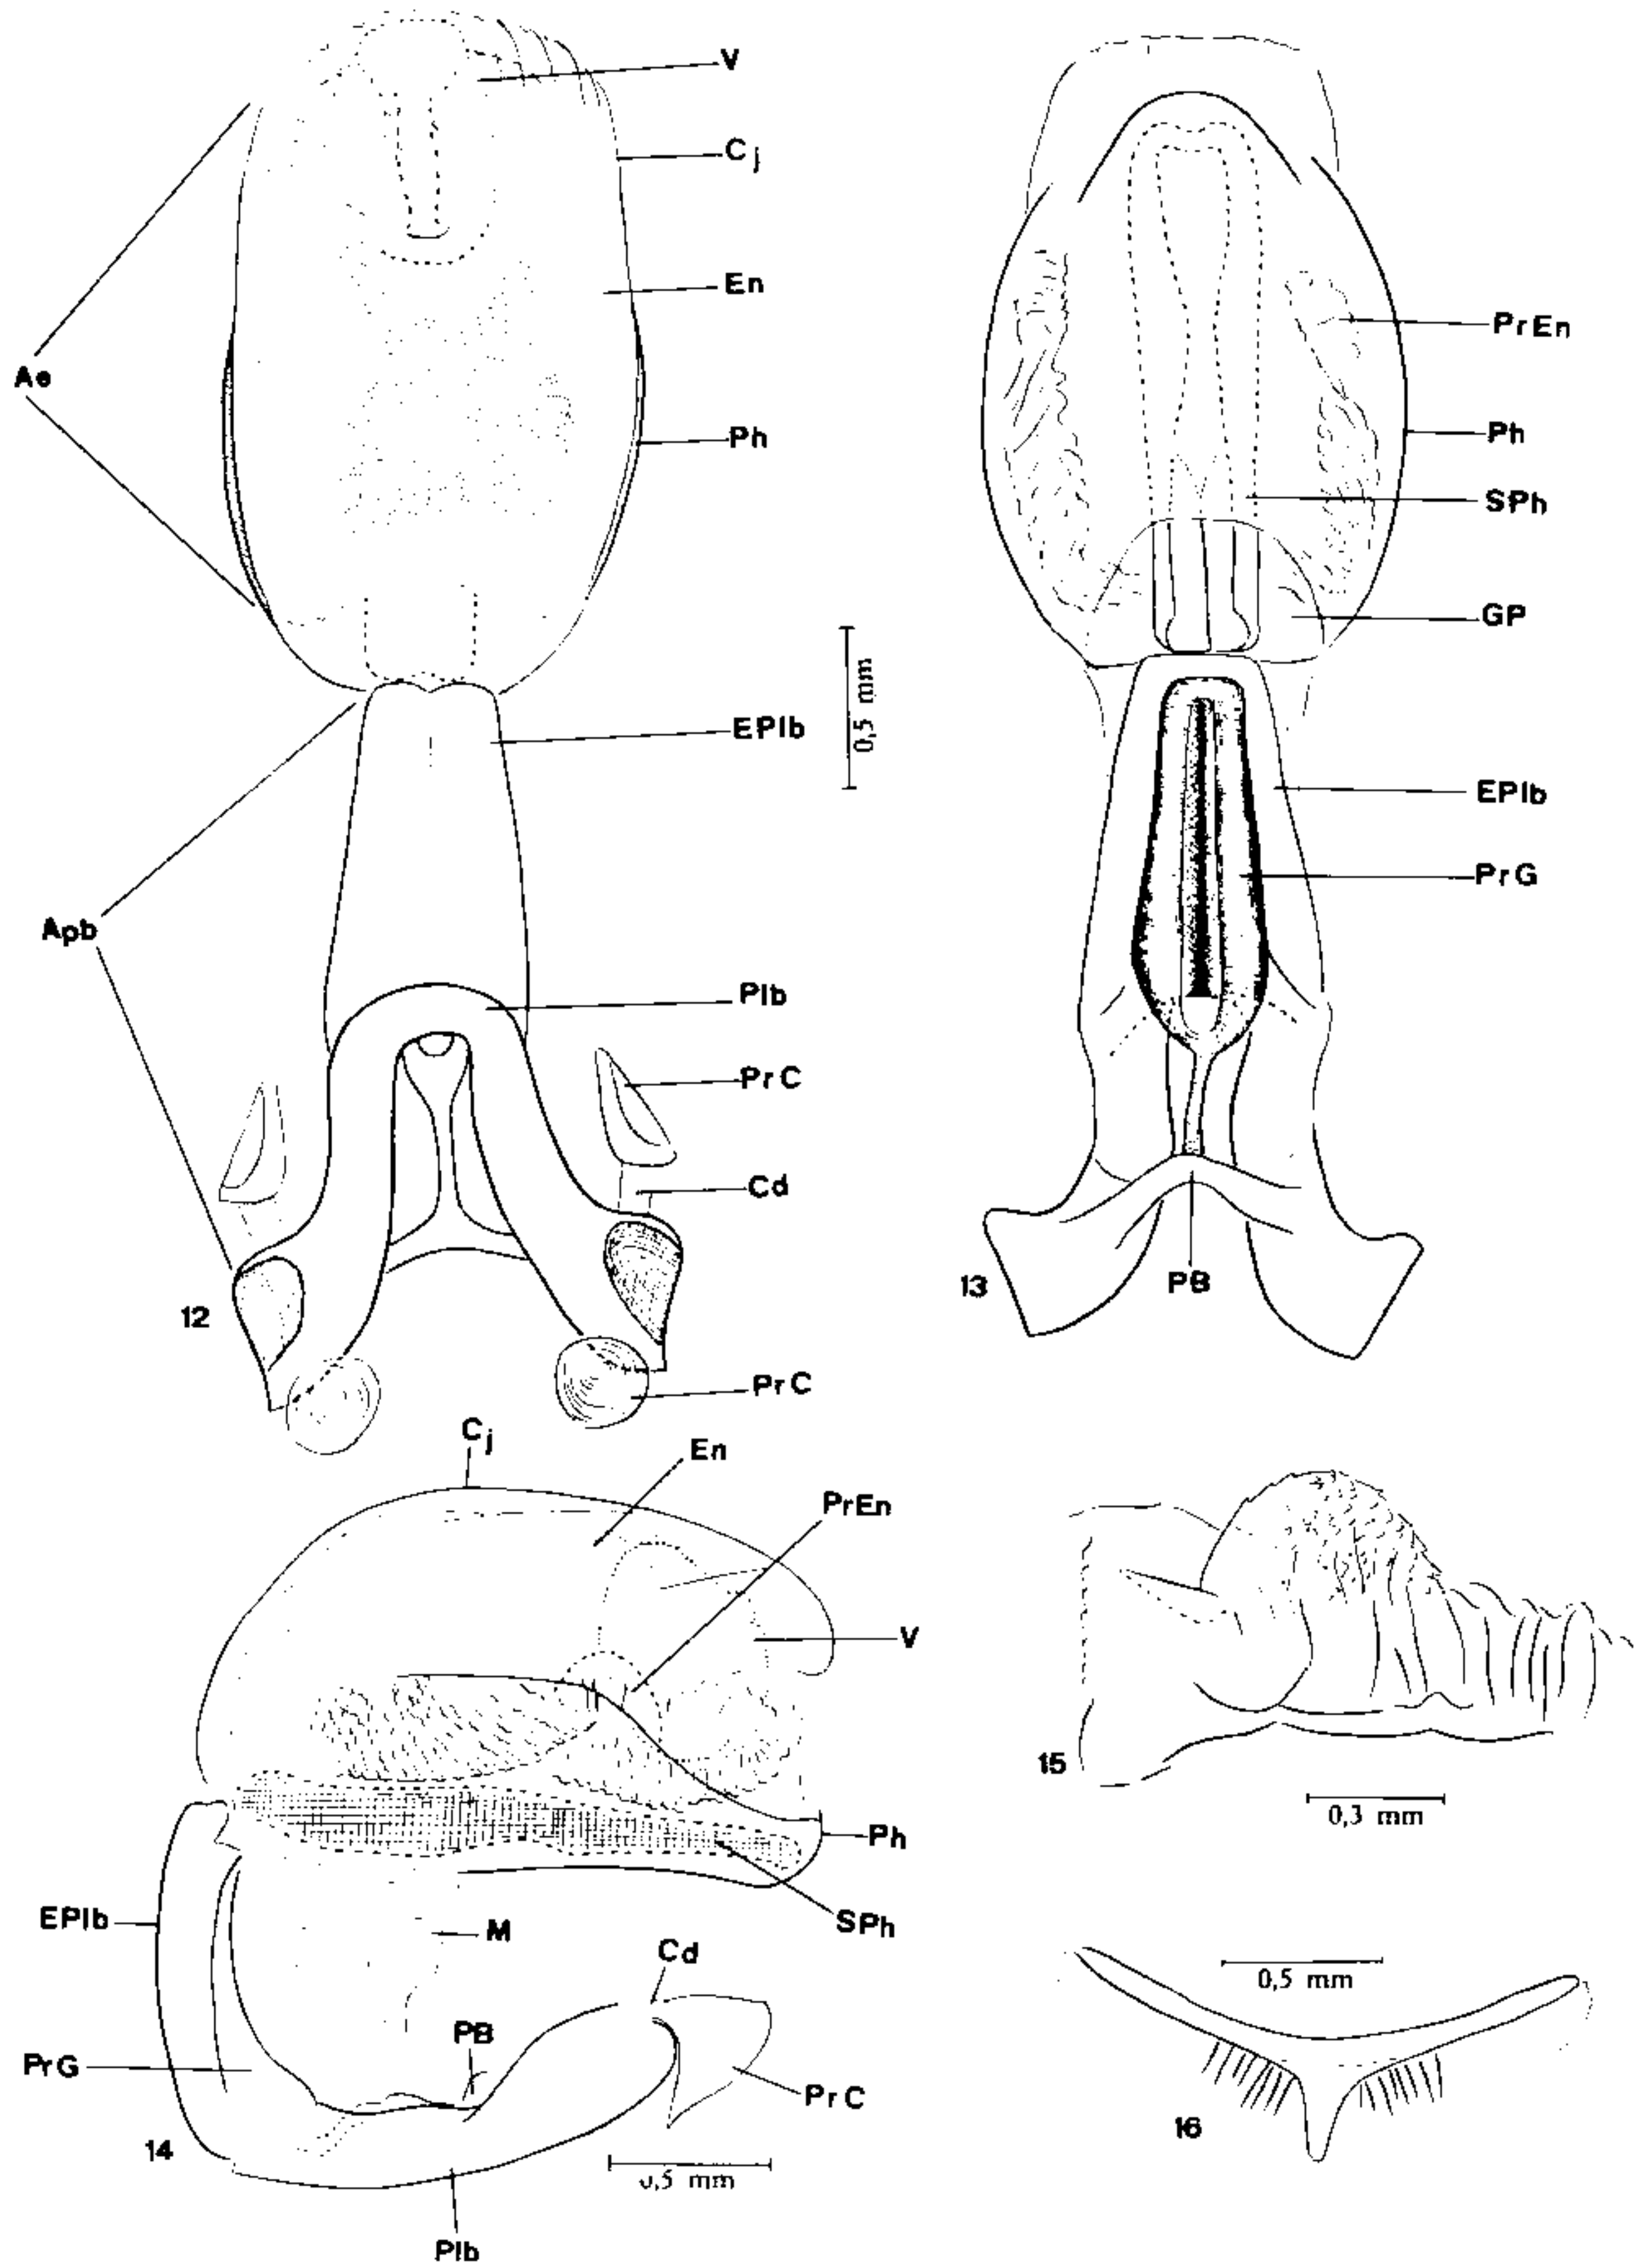 V
Cj
En
Ae
Ph
EPlb
Apb
Plb
PrC
Cd
12
PrC
0,5 mm
PrEn
Ph
SPh
GP
EPlb
PrG
13
PB
Cj
En
PrEn
V
Ph
EPlb
M
SPh
Cd
PB
PrG
PrC
14
0,5 mm
Plb
15
0,3 mm
0,5 mm
16